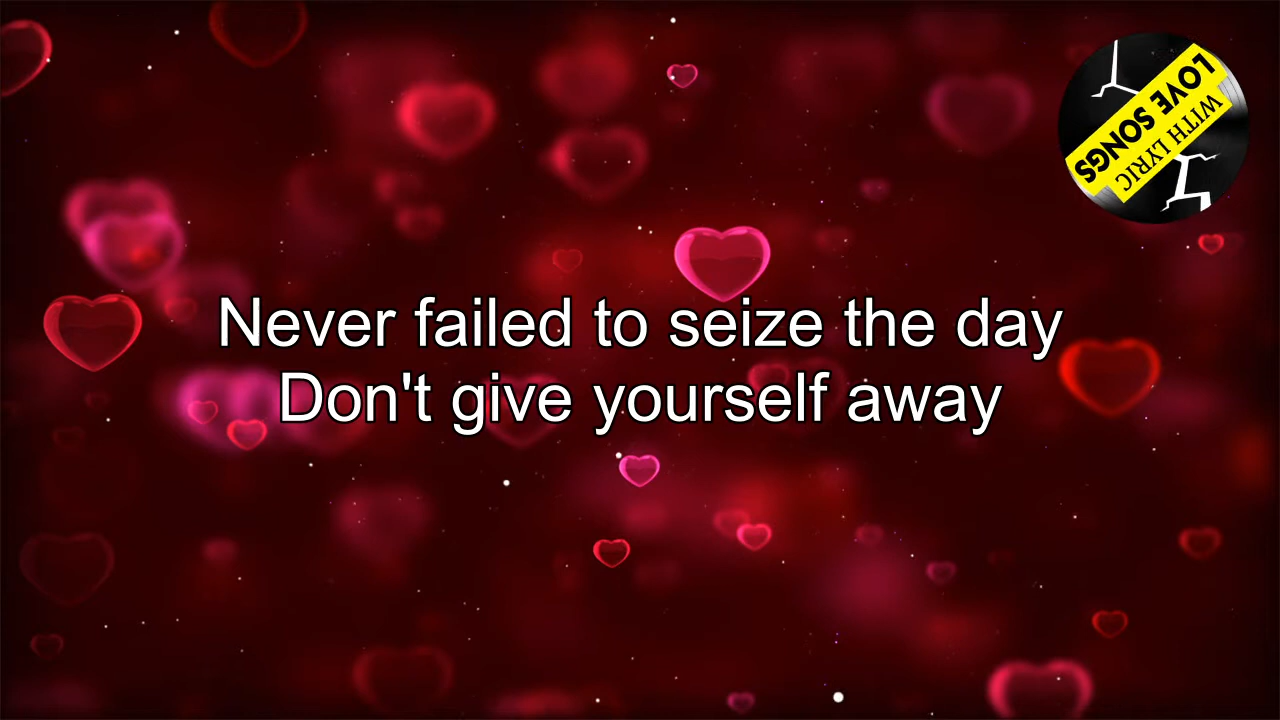 Never failed to seize the day
Don't give yourself away
LOVE SONGS
WITH LYRIC